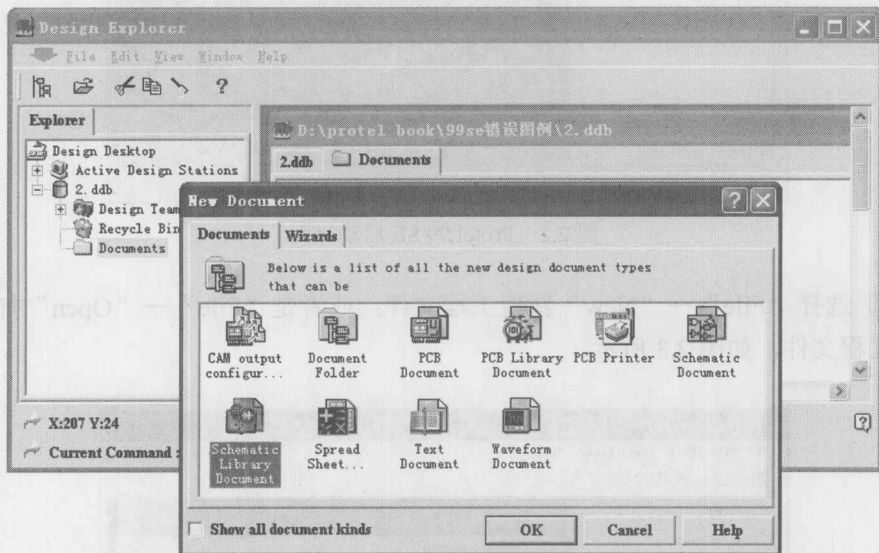 Design Explorer
File Edit View Window Help
?
Explorer
Design Desktop
Active Design Stations
2.ddb
Design Team
Recycle Bin
Documents
D:\protel book\99se错误图例\2.ddb
2.ddb Documents
New Document
Documents Wizards
Below is a list of all the new design document types
that can be
CAM output
configur...
Document
Folder
PCB
Document
PCB Library
Document
PCB Printer
Schematic
Document
Schematic
Library
Document
Spread
Sheet...
Text
Document
Waveform
Document
Show all document kinds
OK Cancel Help
X:207 Y:24
Current Command :